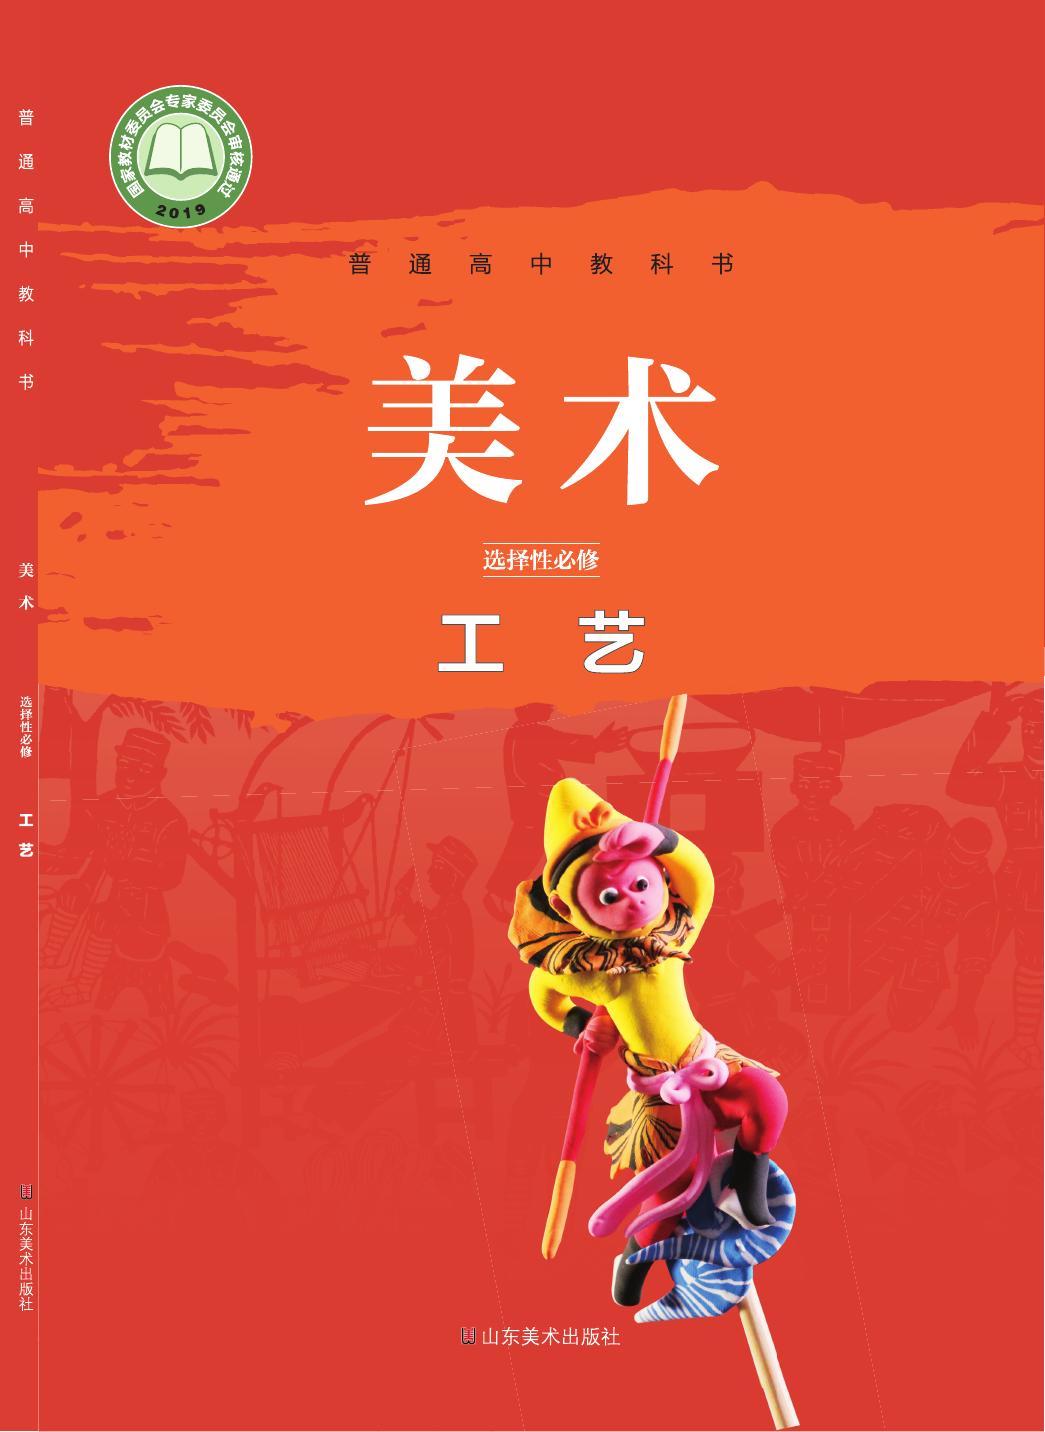 普通高中教科书
美术
选择性必修
工艺
山东美术出版社
国家教材委员会专家委员会审核通过
2019
普通高中教科书
美术
选择性必修
工艺
山东美术出版社